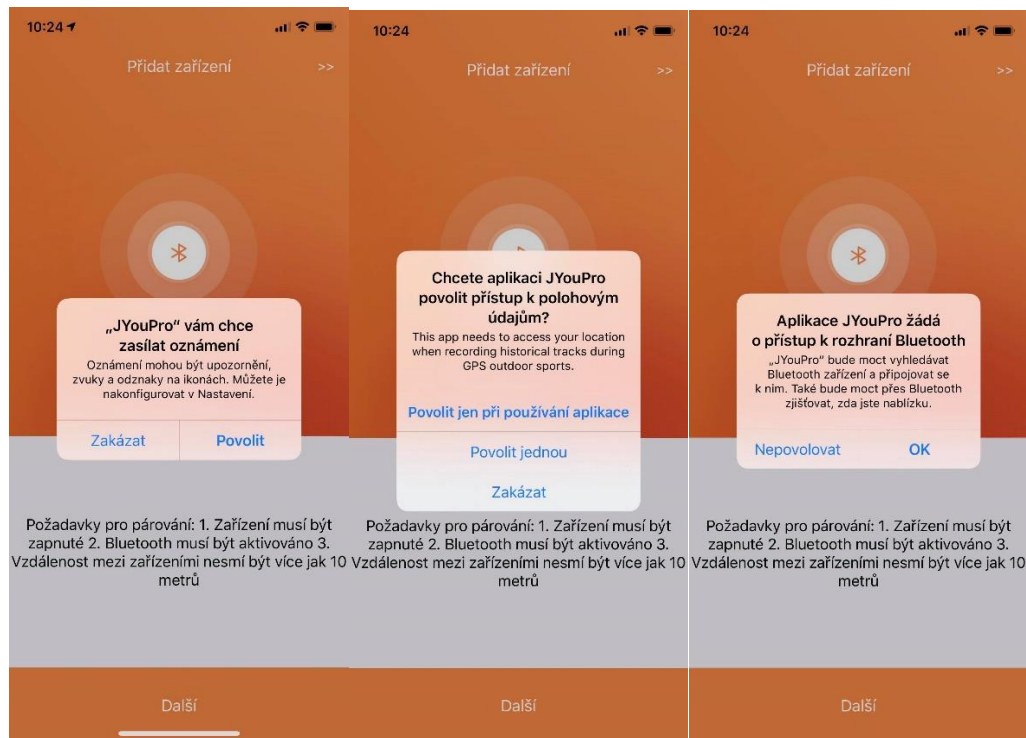 10:24
Přidat zařízení >>
„JYouPro“ vám chce
zasílat oznámení
Oznámení mohou být upozornění,
zvuky a odznaky na ikonách. Můžete je
nakonfigurovat v Nastavení.
Zakázat Povolit
Požadavky pro párování: 1. Zařízení musí být
zapnuté 2. Bluetooth musí být aktivováno 3.
Vzdálenost mezi zařízeními nesmí být více jak 10
metrů
Další
10:24
Přidat zařízení >>
Chcete aplikaci JYouPro
povolit přístup k polohovým
údajům?
This app needs to access your location
when recording historical tracks during
GPS outdoor sports.
Povolit jen při používání aplikace
Povolit jednou
Zakázat
Požadavky pro párování: 1. Zařízení musí být
zapnuté 2. Bluetooth musí být aktivováno 3.
Vzdálenost mezi zařízeními nesmí být více jak 10
metrů
Další
10:24
Přidat zařízení >>
Aplikace JYouPro žádá
o přístup k rozhraní Bluetooth
„JYouPro“ bude moct vyhledávat
Bluetooth zařízení a připojovat se
k nim. Také bude moct přes Bluetooth
zjišťovat, zda jste nablízku.
Nepovolovat OK
Požadavky pro párování: 1. Zařízení musí být
zapnuté 2. Bluetooth musí být aktivováno 3.
Vzdálenost mezi zařízeními nesmí být více jak 10
metrů
Další